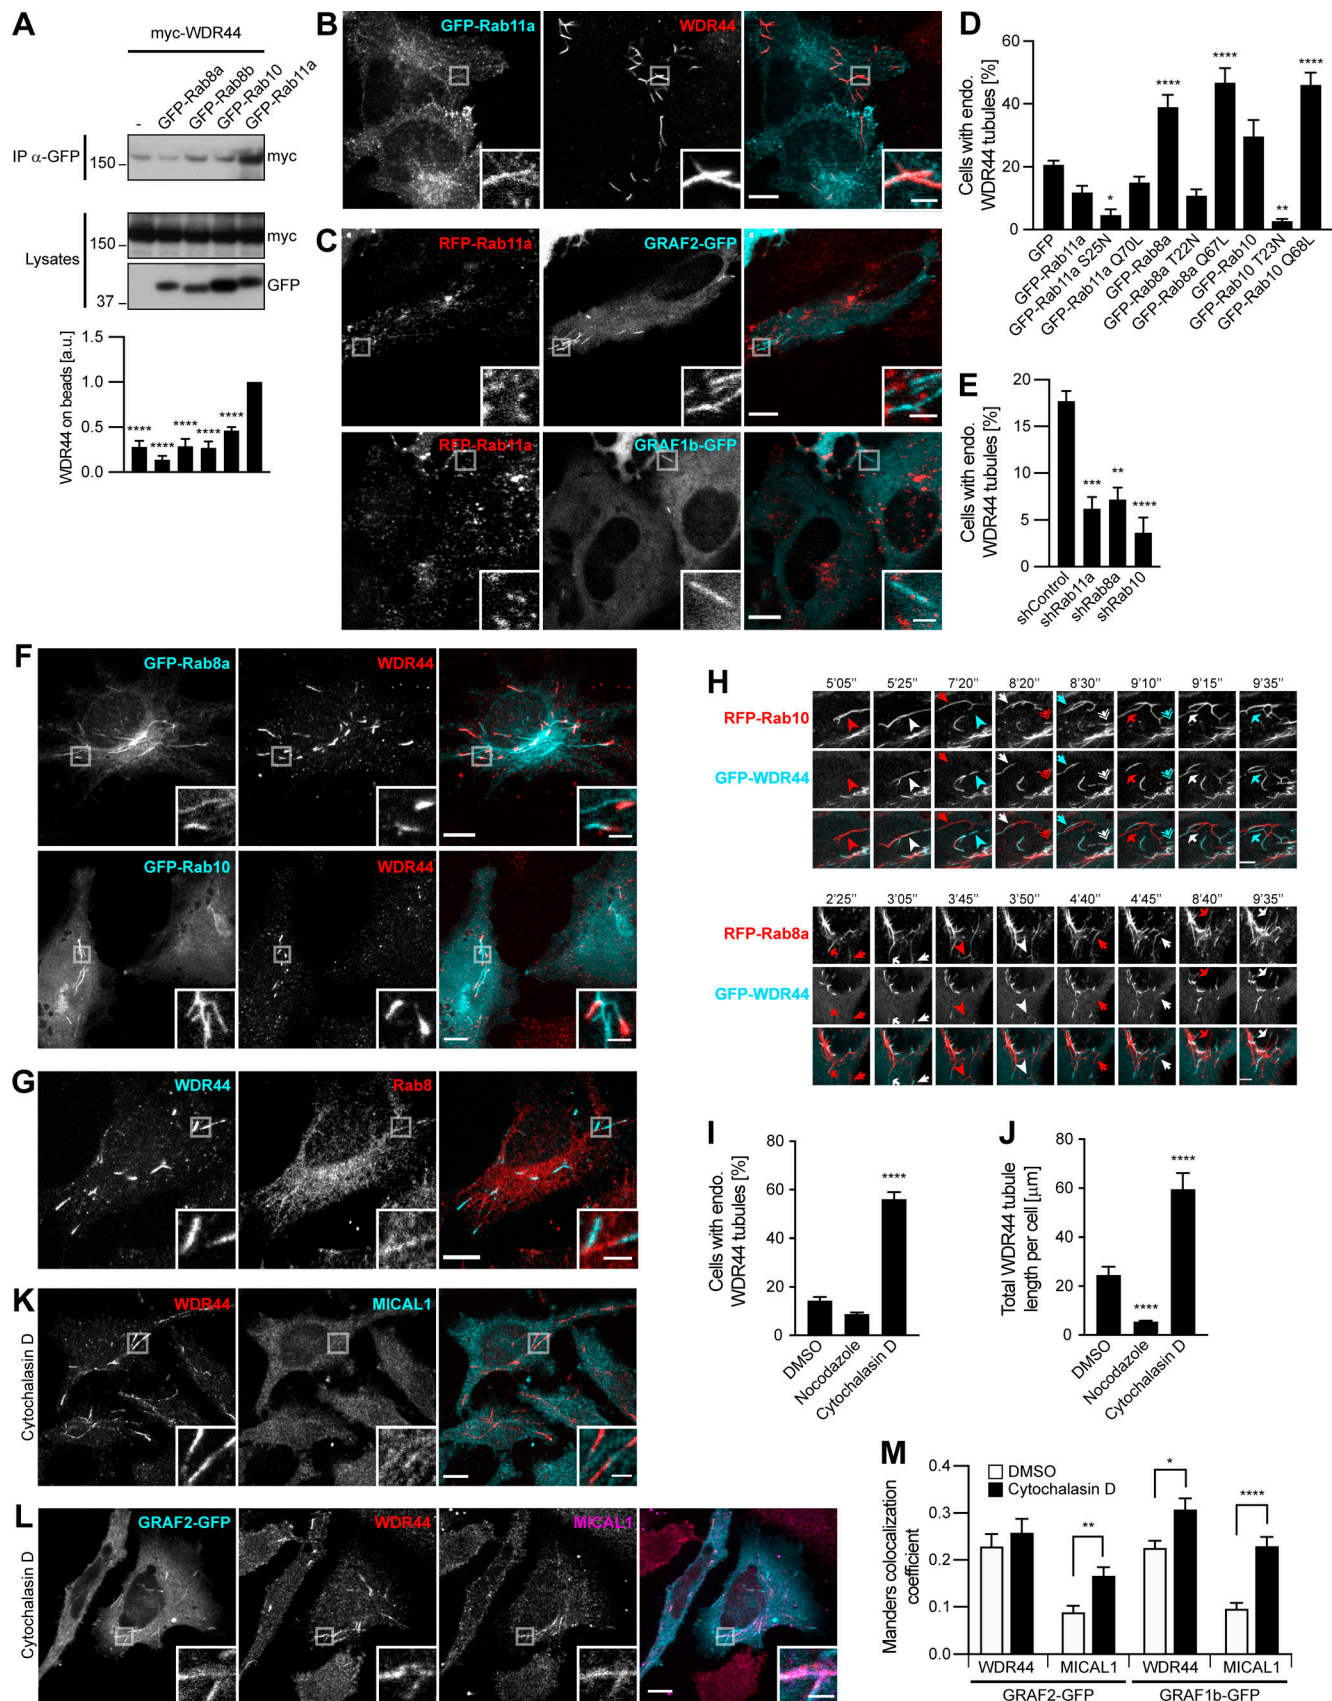 A
myc-WDR44
-
GFP-Rab8a
GFP-Rab8b
GFP-Rab10
GFP-Rab11a
IP α-GFP
150
myc
Lysates
150
myc
37
GFP
WDR44 on beads [a.u.]
1.5
1.0
0.5
0.0
****
****
****
****
****
B
GFP-Rab11a
WDR44
C
RFP-Rab11a
GRAF2-GFP
RFP-Rab11a
GRAF1b-GFP
D
Cells with endo.
WDR44 tubules [%]
60
40
20
0
*
****
****
**
****
GFP
GFP-Rab11a
GFP-Rab11a S25N
GFP-Rab11a Q70L
GFP-Rab8a
GFP-Rab8a T22N
GFP-Rab8a Q67L
GFP-Rab10
GFP-Rab10 T23N
GFP-Rab10 Q68L
E
Cells with endo.
WDR44 tubules [%]
20
15
10
5
0
***
**
****
shControl
shRab11a
shRab8a
shRab10
F
GFP-Rab8a
WDR44
GFP-Rab10
WDR44
G
WDR44
Rab8
H
5'05" 5'25" 7'20" 8'20" 8'30" 9'10" 9'15" 9'35"
RFP-Rab10
GFP-WDR44
2'25" 3'05" 3'45" 3'50" 4'40" 4'45" 8'40" 9'35"
RFP-Rab8a
GFP-WDR44
I
Cells with endo.
WDR44 tubules [%]
80
60
40
20
0
****
DMSO
Nocodazole
Cytochalasin D
J
Total WDR44 tubule
length per cell [μm]
80
60
40
20
0
****
****
DMSO
Nocodazole
Cytochalasin D
K
Cytochalasin D
WDR44
MICAL1
L
Cytochalasin D
GRAF2-GFP
WDR44
MICAL1
M
Manders colocalization
coefficient
0.4
0.3
0.2
0.1
0.0
DMSO
Cytochalasin D
**
*
****
WDR44 MICAL1 WDR44 MICAL1
GRAF2-GFP GRAF1b-GFP